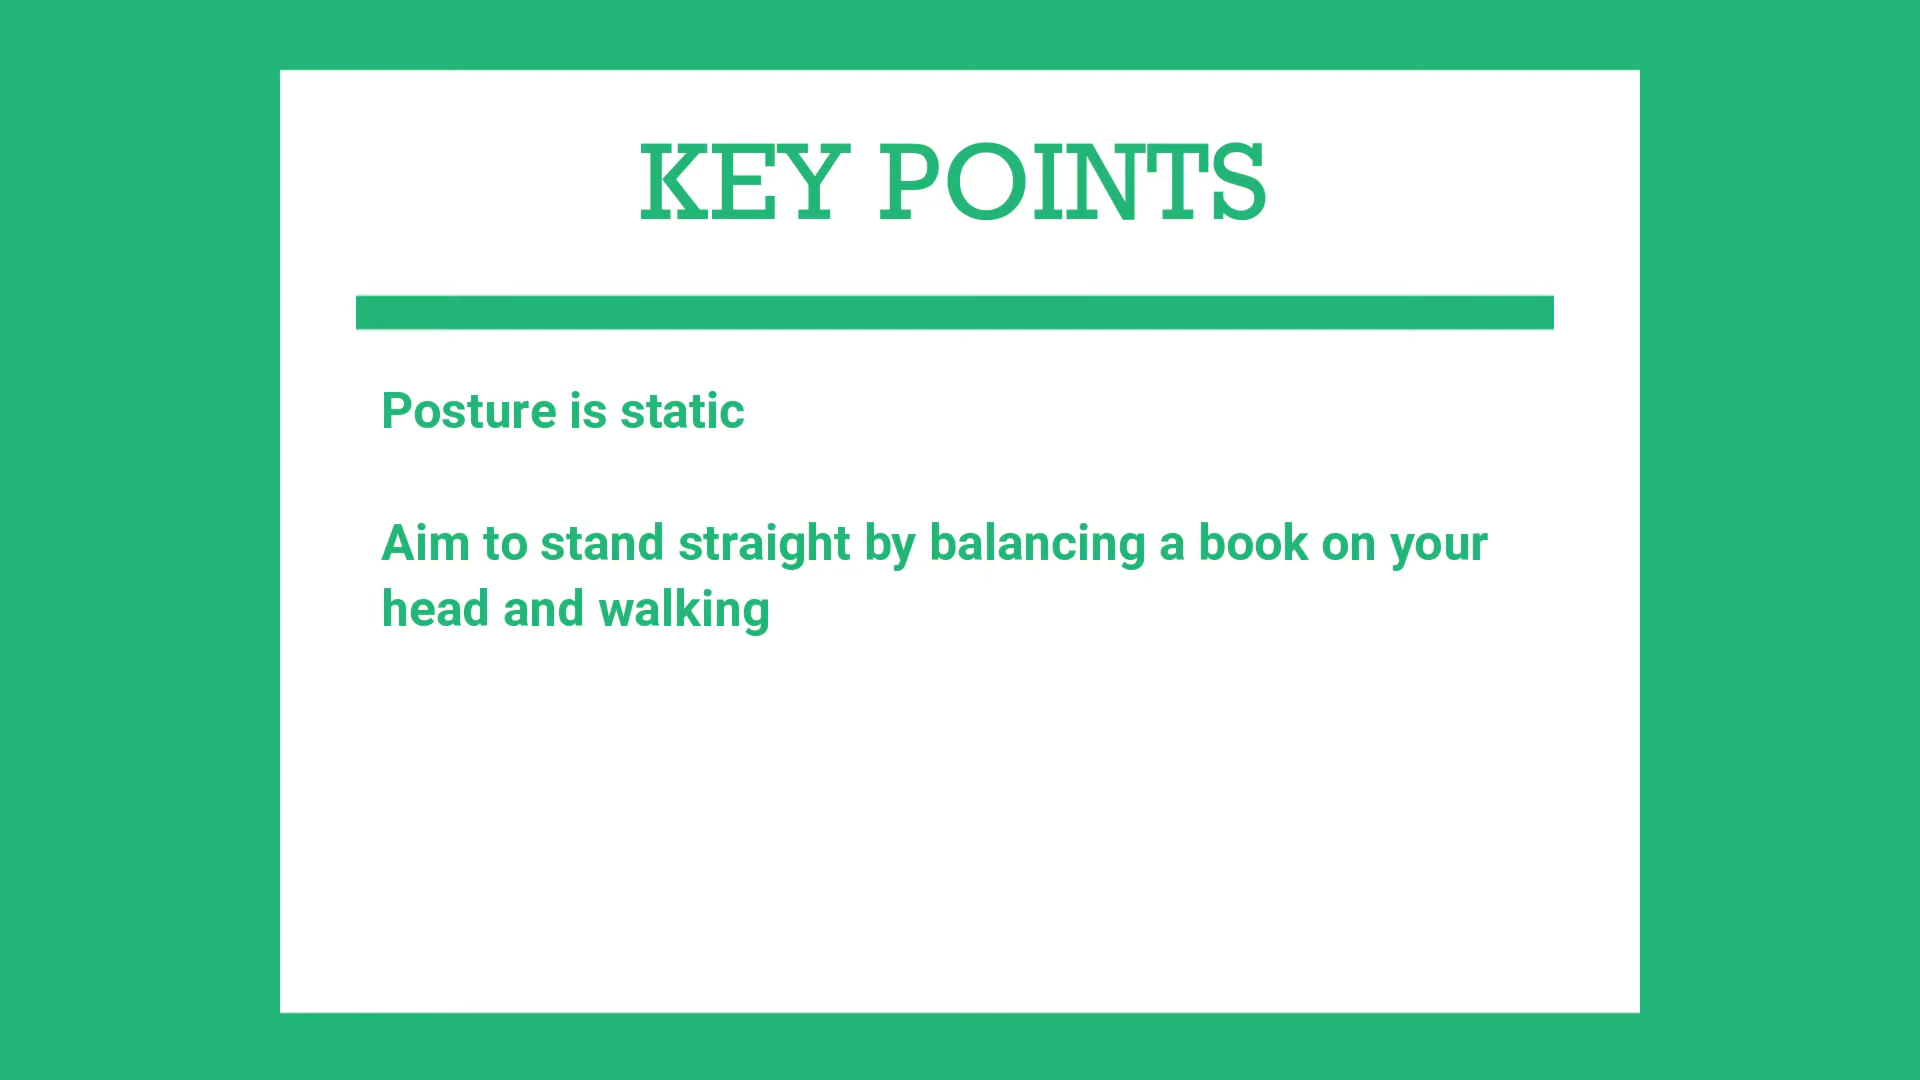 KEY POINTS
Posture is static
Aim to stand straight by balancing a book on your
head and walking